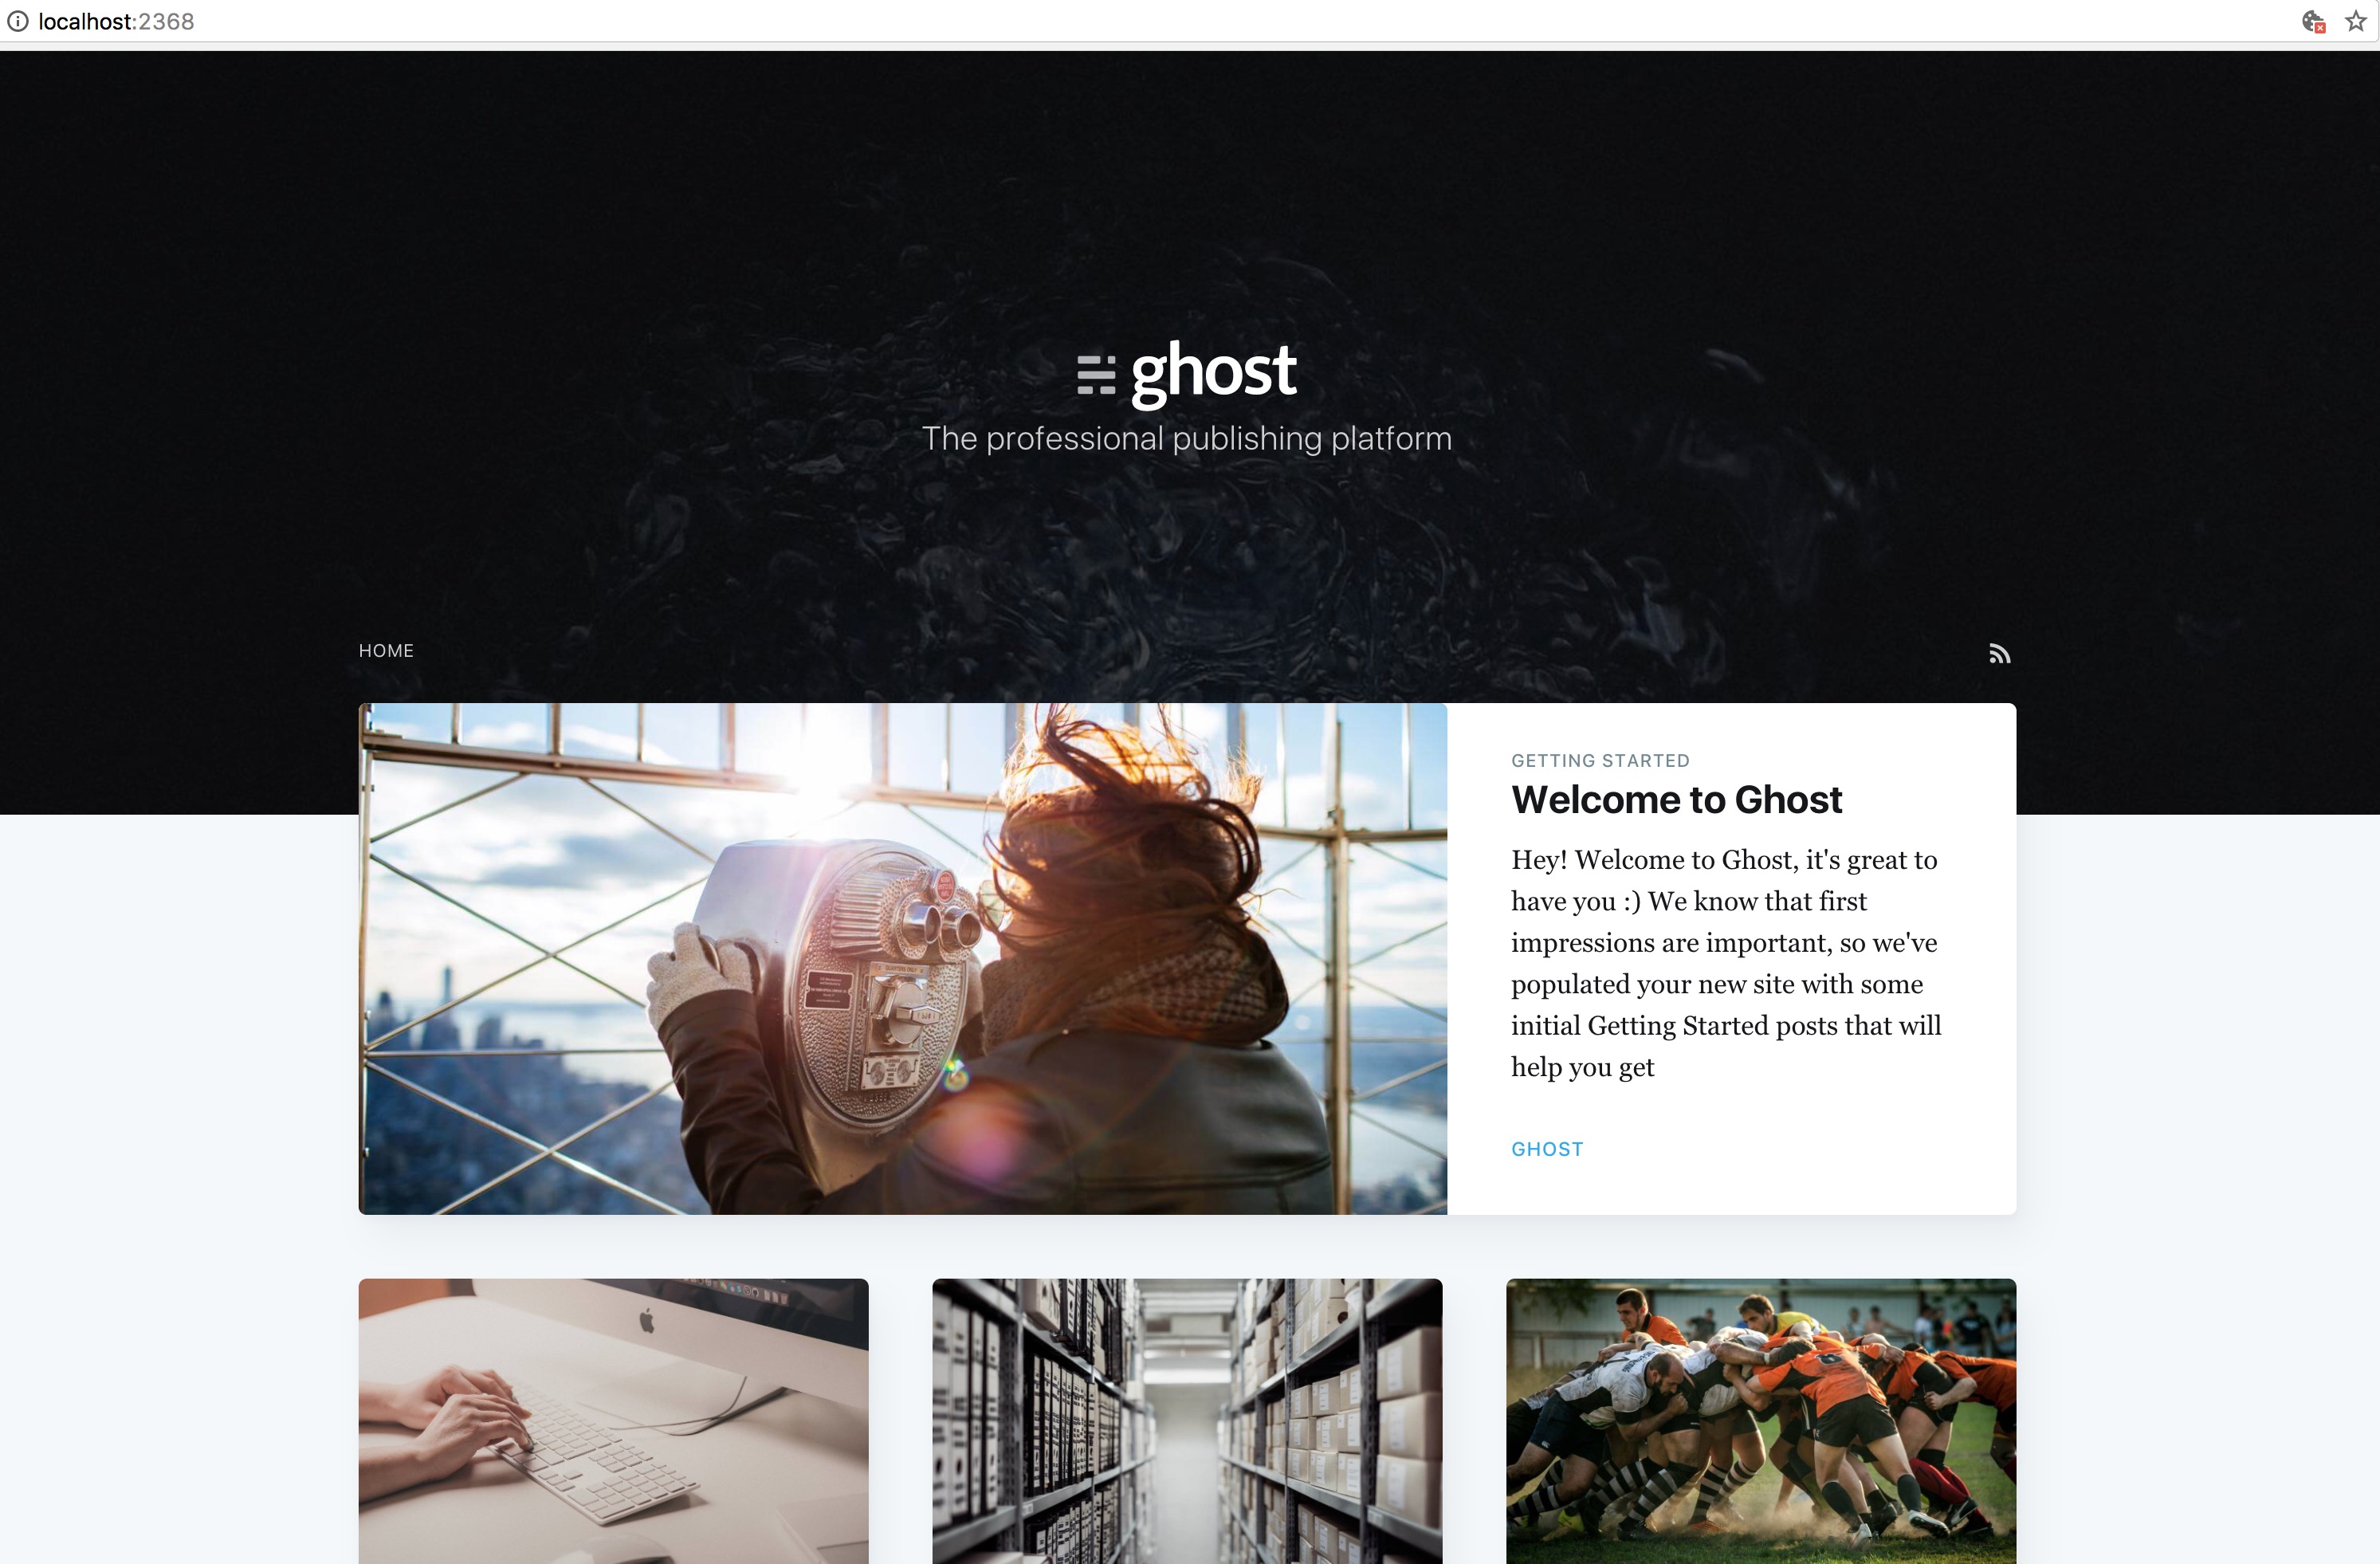 localhost:2368
ghost
The professional publishing platform
HOME
GETTING STARTED
Welcome to Ghost
Hey! Welcome to Ghost, it's great to
have you :) We know that first
impressions are important, so we've
populated your new site with some
initial Getting Started posts that will
help you get
GHOST